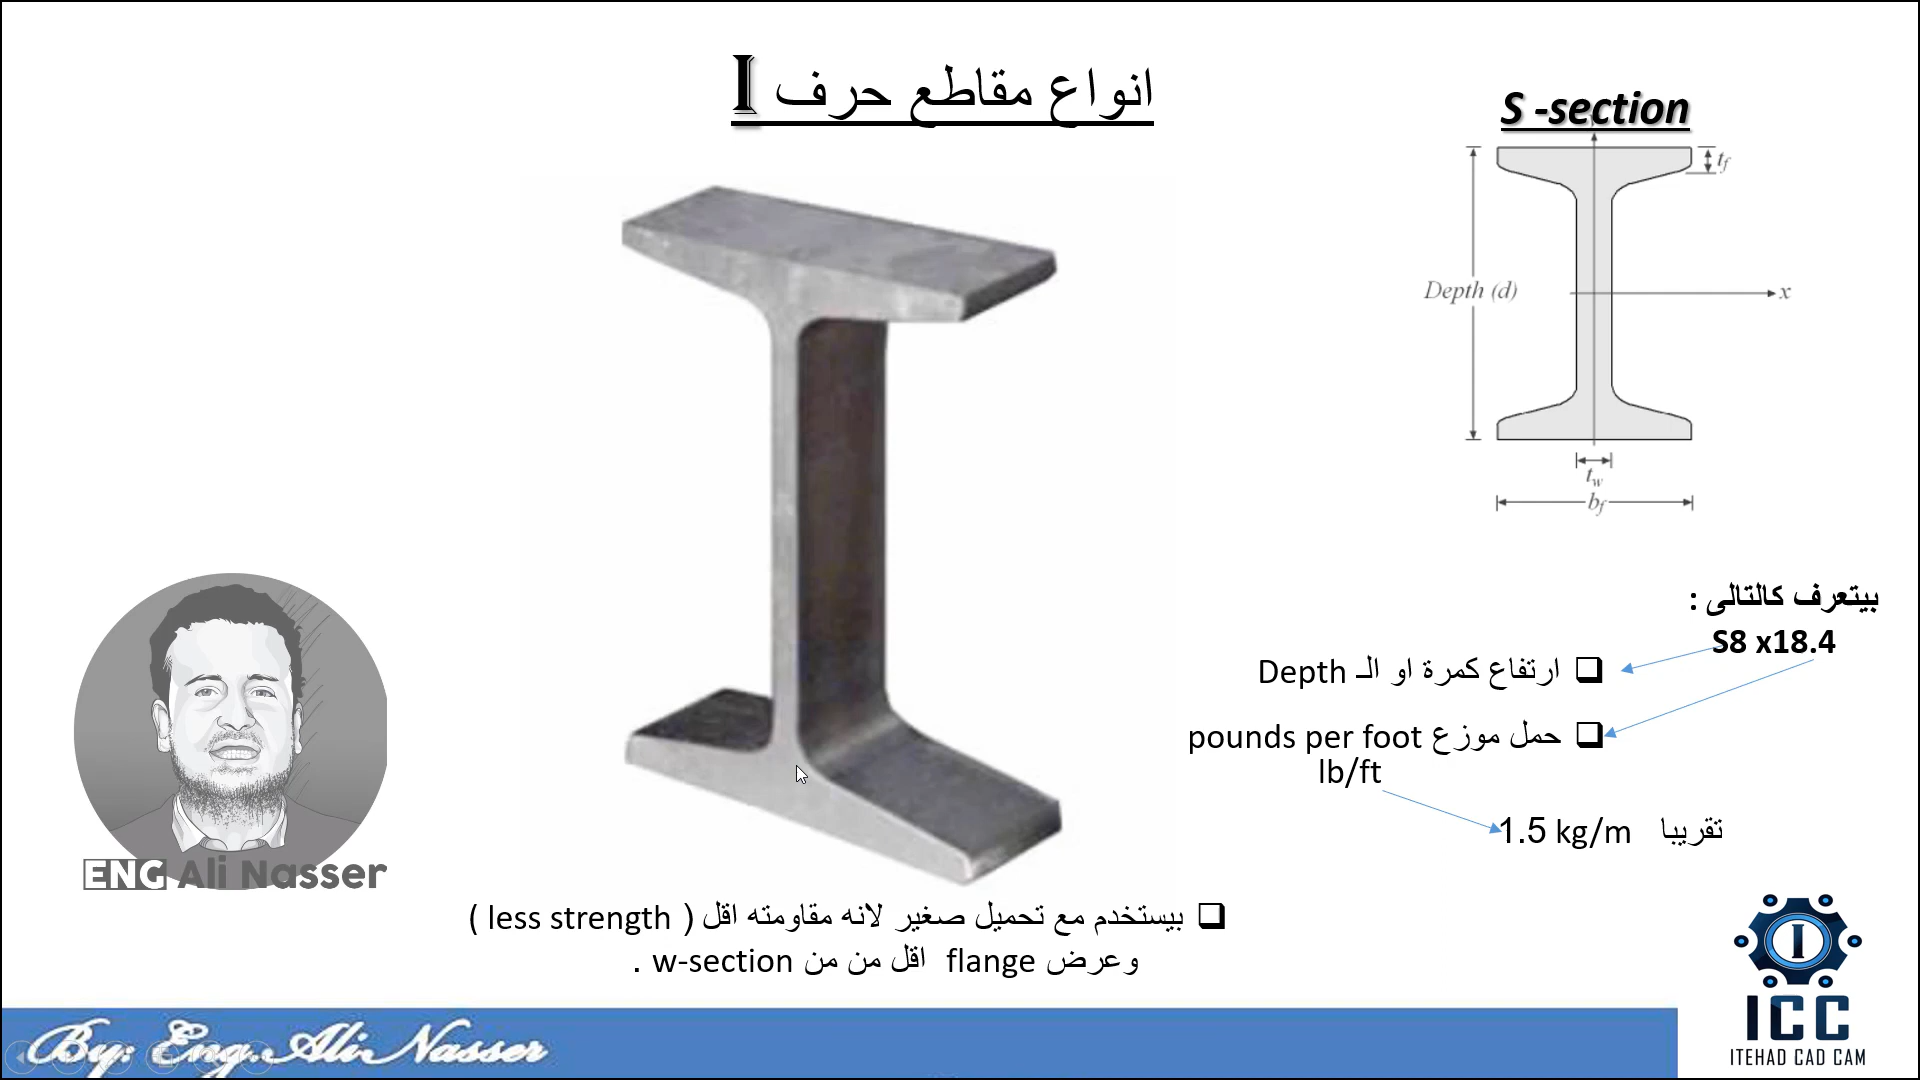 انواع مقاطع حرف I
S -section
tf
Depth (d)
x
tw
bf
بيتعرف كالتالى :
S8 x18.4
ارتفاع كمرة او الـ Depth
حمل موزع pounds per foot
lb/ft
1.5 kg/m تقريبا
بيستخدم مع تحميل صغير لانه مقاومته اقل ( less strength )
وعرض flange اقل من من w-section .
ENG Ali Nasser
By: Eng. Ali Nasser
I
ICC
ITEHAD CAD CAM